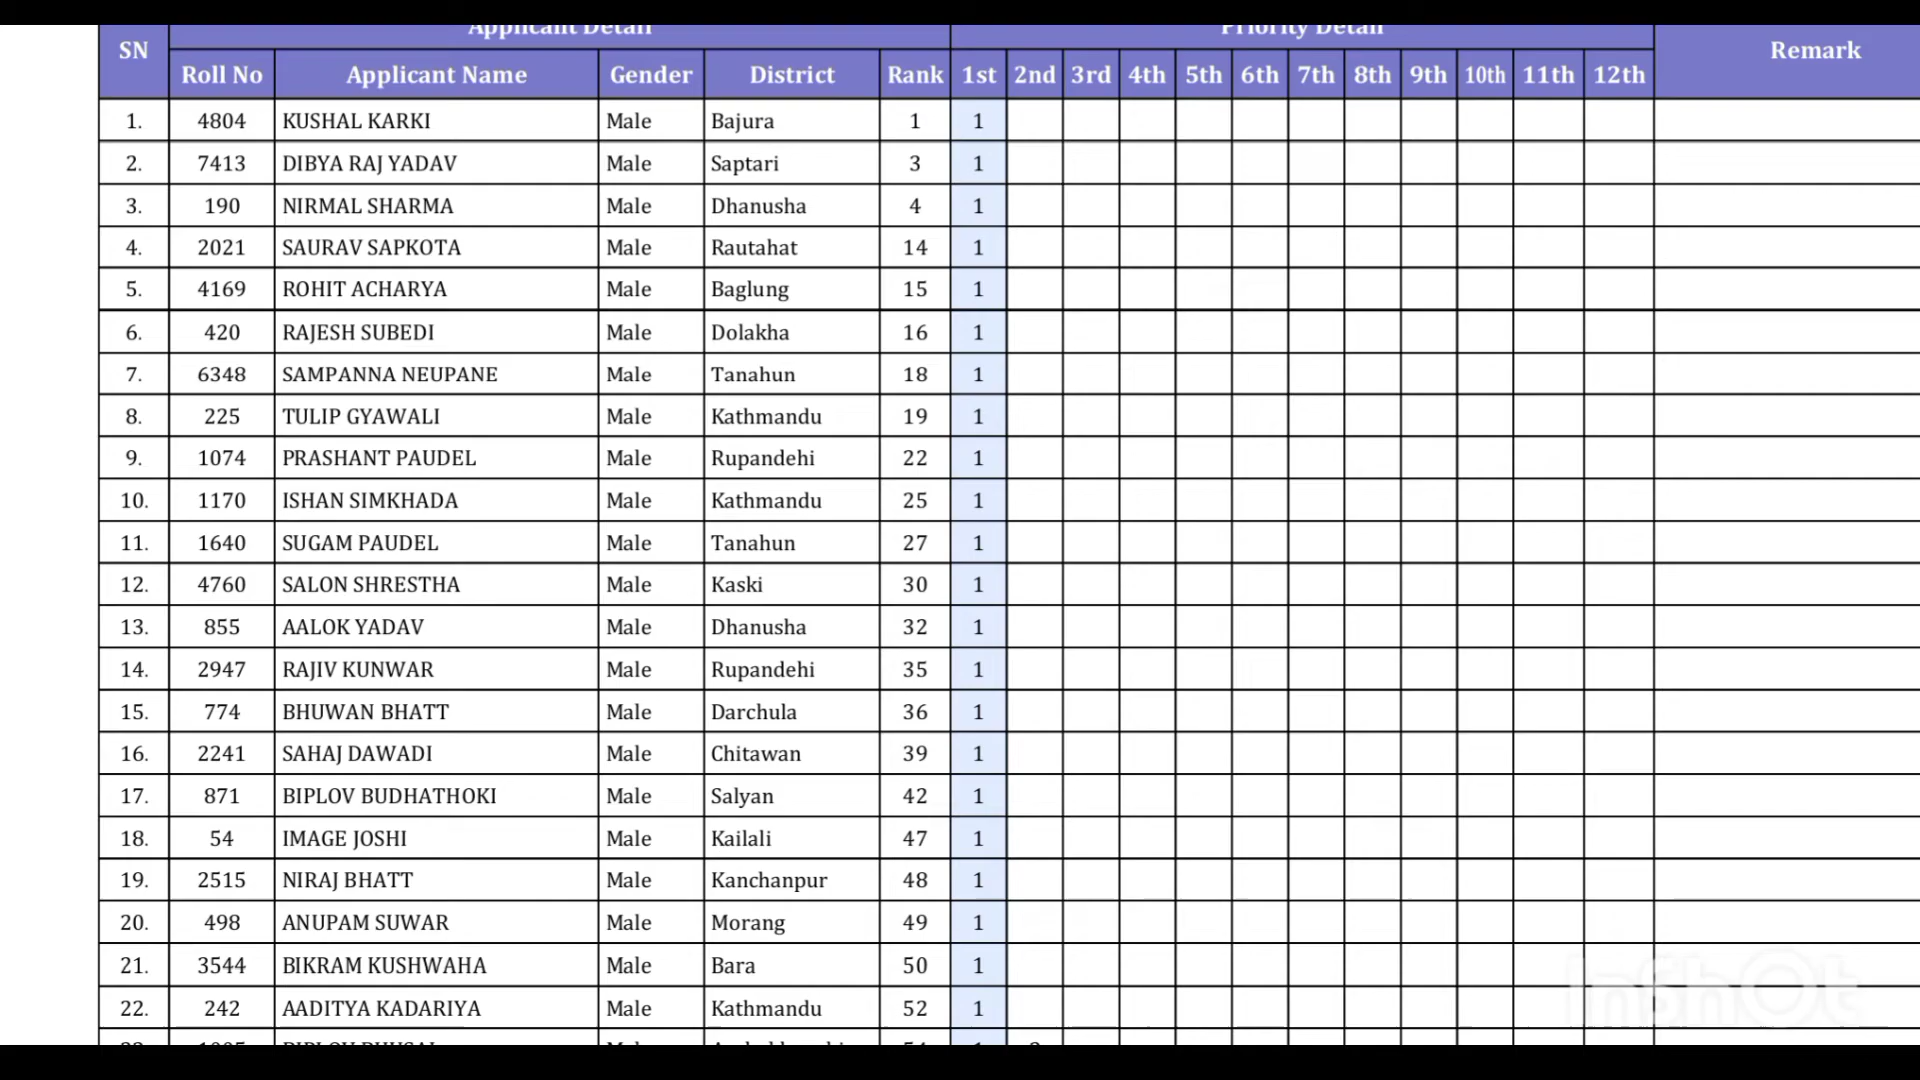 Applicant Detail Priority Detail
SN Remark
Roll No Applicant Name Gender District Rank 1st 2nd 3rd 4th 5th 6th 7th 8th 9th 10th 11th 12th
1. 4804 KUSHAL KARKI Male Bajura 1 1
2. 7413 DIBYA RAJ YADAV Male Saptari 3 1
3. 190 NIRMAL SHARMA Male Dhanusha 4 1
4. 2021 SAURAV SAPKOTA Male Rautahat 14 1
5. 4169 ROHIT ACHARYA Male Baglung 15 1
6. 420 RAJESH SUBEDI Male Dolakha 16 1
7. 6348 SAMPANNA NEUPANE Male Tanahun 18 1
8. 225 TULIP GYAWALI Male Kathmandu 19 1
9. 1074 PRASHANT PAUDEL Male Rupandehi 22 1
10. 1170 ISHAN SIMKHADA Male Kathmandu 25 1
11. 1640 SUGAM PAUDEL Male Tanahun 27 1
12. 4760 SALON SHRESTHA Male Kaski 30 1
13. 855 AALOK YADAV Male Dhanusha 32 1
14. 2947 RAJIV KUNWAR Male Rupandehi 35 1
15. 774 BHUWAN BHATT Male Darchula 36 1
16. 2241 SAHAJ DAWADI Male Chitawan 39 1
17. 871 BIPLOV BUDHATHOKI Male Salyan 42 1
18. 54 IMAGE JOSHI Male Kailali 47 1
19. 2515 NIRAJ BHATT Male Kanchanpur 48 1
20. 498 ANUPAM SUWAR Male Morang 49 1
21. 3544 BIKRAM KUSHWAHA Male Bara 50 1
22. 242 AADITYA KADARIYA Male Kathmandu 52 1
InShOt